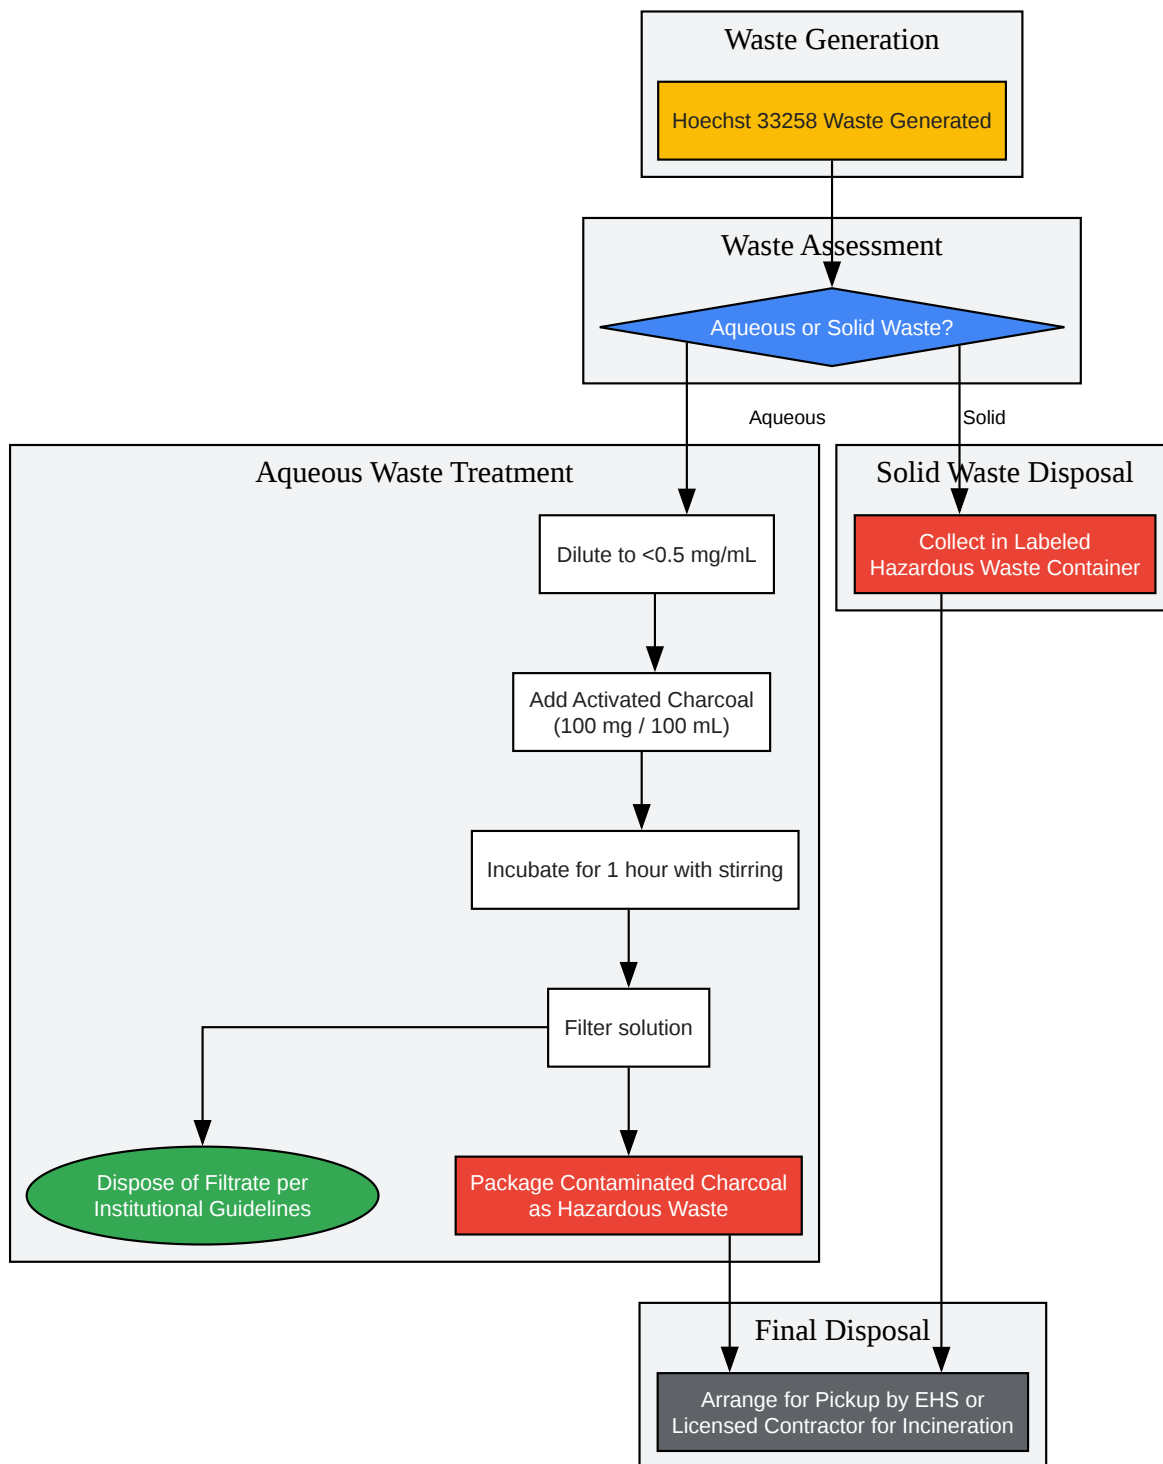 Waste Generation
Hoechst 33258 Waste Generated
Waste Assessment
Aqueous or Solid Waste?
Aqueous
Solid
Aqueous Waste Treatment
Dilute to <0.5 mg/mL
Add Activated Charcoal
(100 mg / 100 mL)
Incubate for 1 hour with stirring
Filter solution
Dispose of Filtrate per
Institutional Guidelines
Package Contaminated Charcoal
as Hazardous Waste
Solid Waste Disposal
Collect in Labeled
Hazardous Waste Container
Final Disposal
Arrange for Pickup by EHS or
Licensed Contractor for Incineration